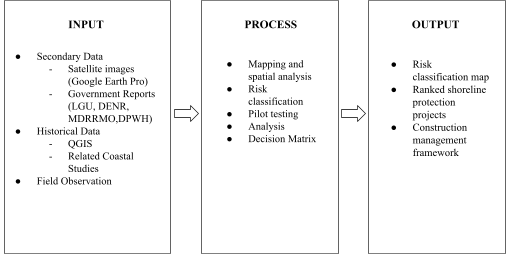 INPUT
● Secondary Data
- Satellite images
(Google Earth Pro)
- Government Reports
(LGU, DENR,
MDRRMO,DPWH)
● Historical Data
- QGIS
- Related Coastal
Studies
● Field Observation
PROCESS
● Mapping and
spatial analysis
● Risk
classification
● Pilot testing
● Analysis
● Decision Matrix
OUTPUT
● Risk
classification map
● Ranked shoreline
protection
projects
● Construction
management
framework